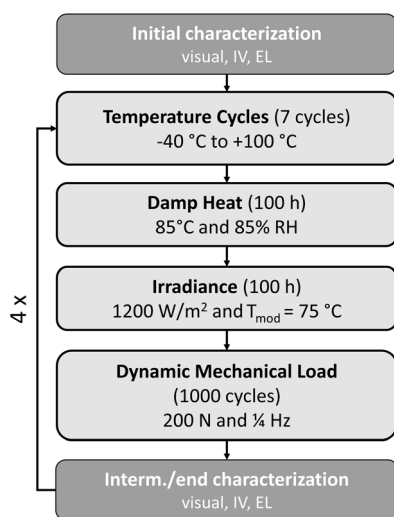 Initial characterization
visual, IV, EL
Temperature Cycles (7 cycles)
-40 °C to +100 °C
Damp Heat (100 h)
85°C and 85% RH
Irradiance (100 h)
1200 W/m² and Tmod = 75 °C
4 x
Dynamic Mechanical Load
(1000 cycles)
200 N and ¼ Hz
Interm./end characterization
visual, IV, EL